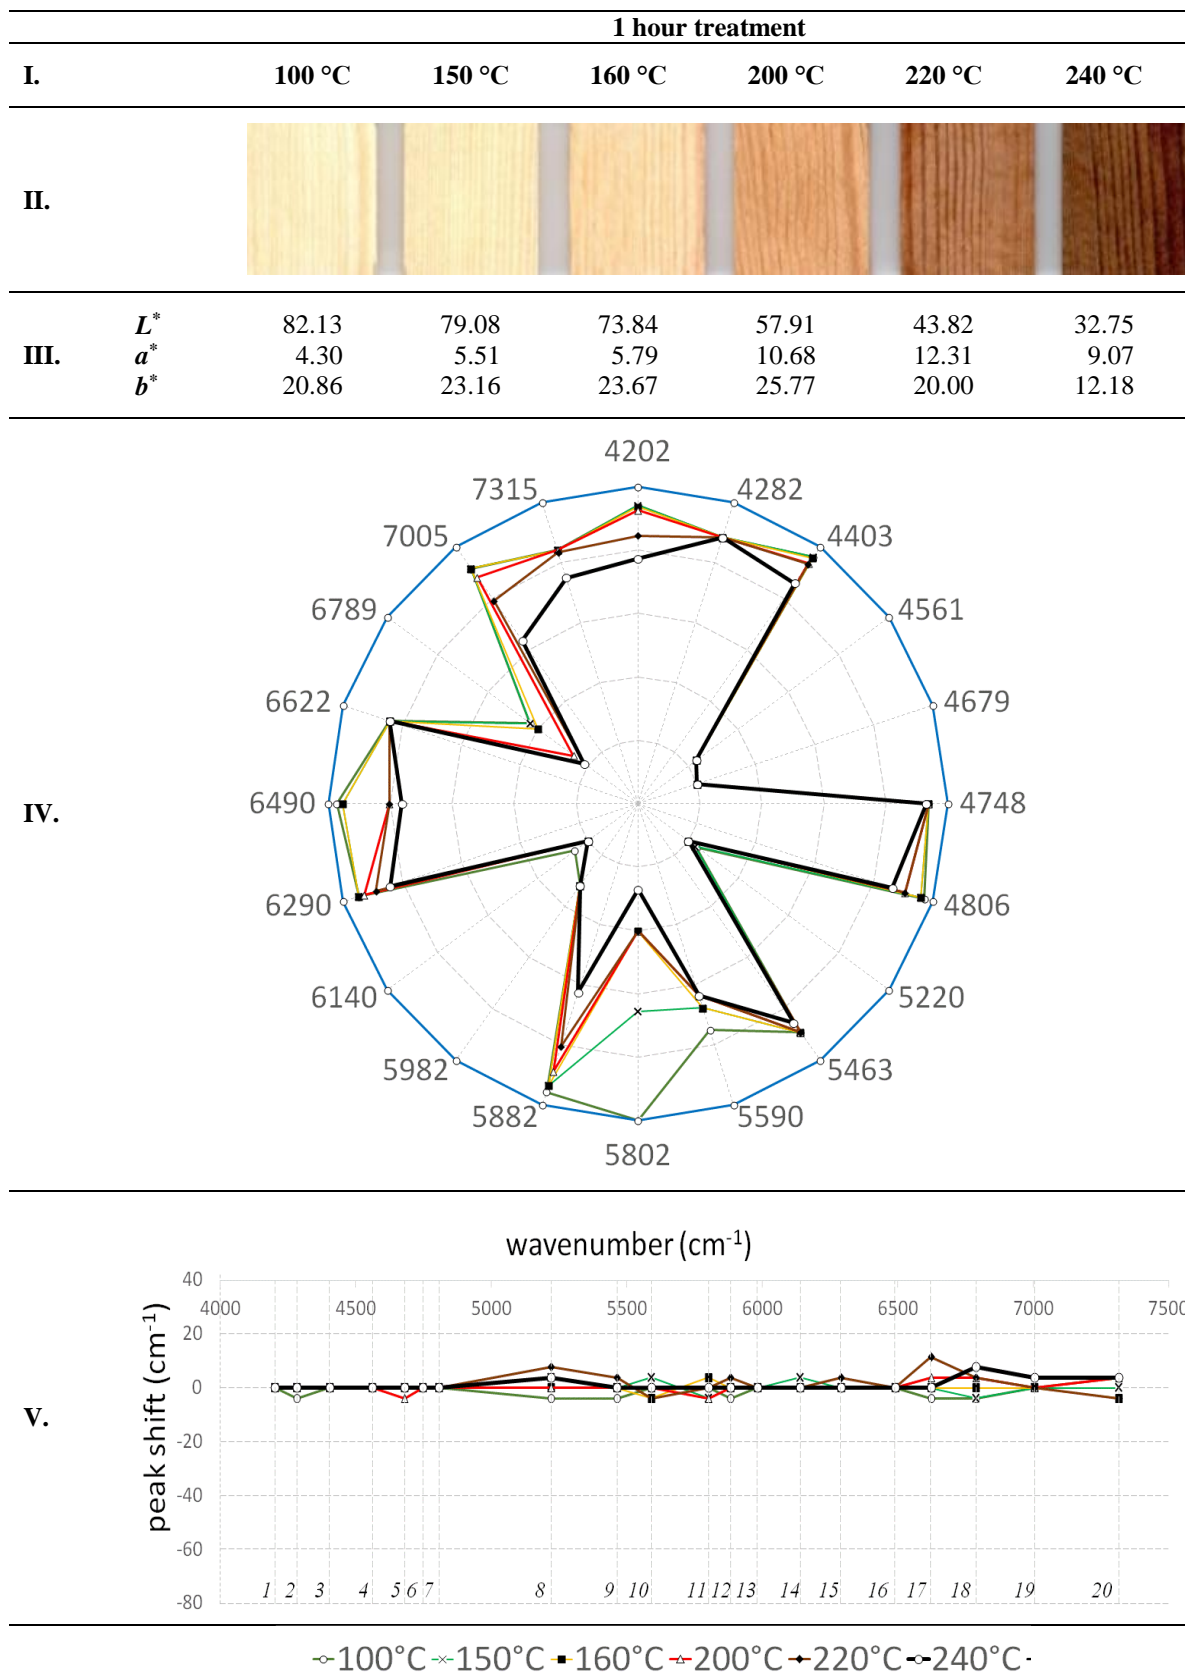 1 hour treatment
I. 100 °C 150 °C 160 °C 200 °C 220 °C 240 °C
II.
L* 82.13 79.08 73.84 57.91 43.82 32.75
III. a* 4.30 5.51 5.79 10.68 12.31 9.07
b* 20.86 23.16 23.67 25.77 20.00 12.18
IV.
4202
4282
4403
4561
4679
4748
4806
5220
5463
5590
5802
5882
5982
6140
6290
6490
6622
6789
7005
7315
V.
wavenumber (cm-1)
4000 4500 5000 5500 6000 6500 7000 7500
peak shift (cm-1)
40
20
0
-20
-40
-60
-80
1 2 3 4 5 6 7 8 9 10 11 12 13 14 15 16 17 18 19 20
100°C 150°C 160°C 200°C 220°C 240°C